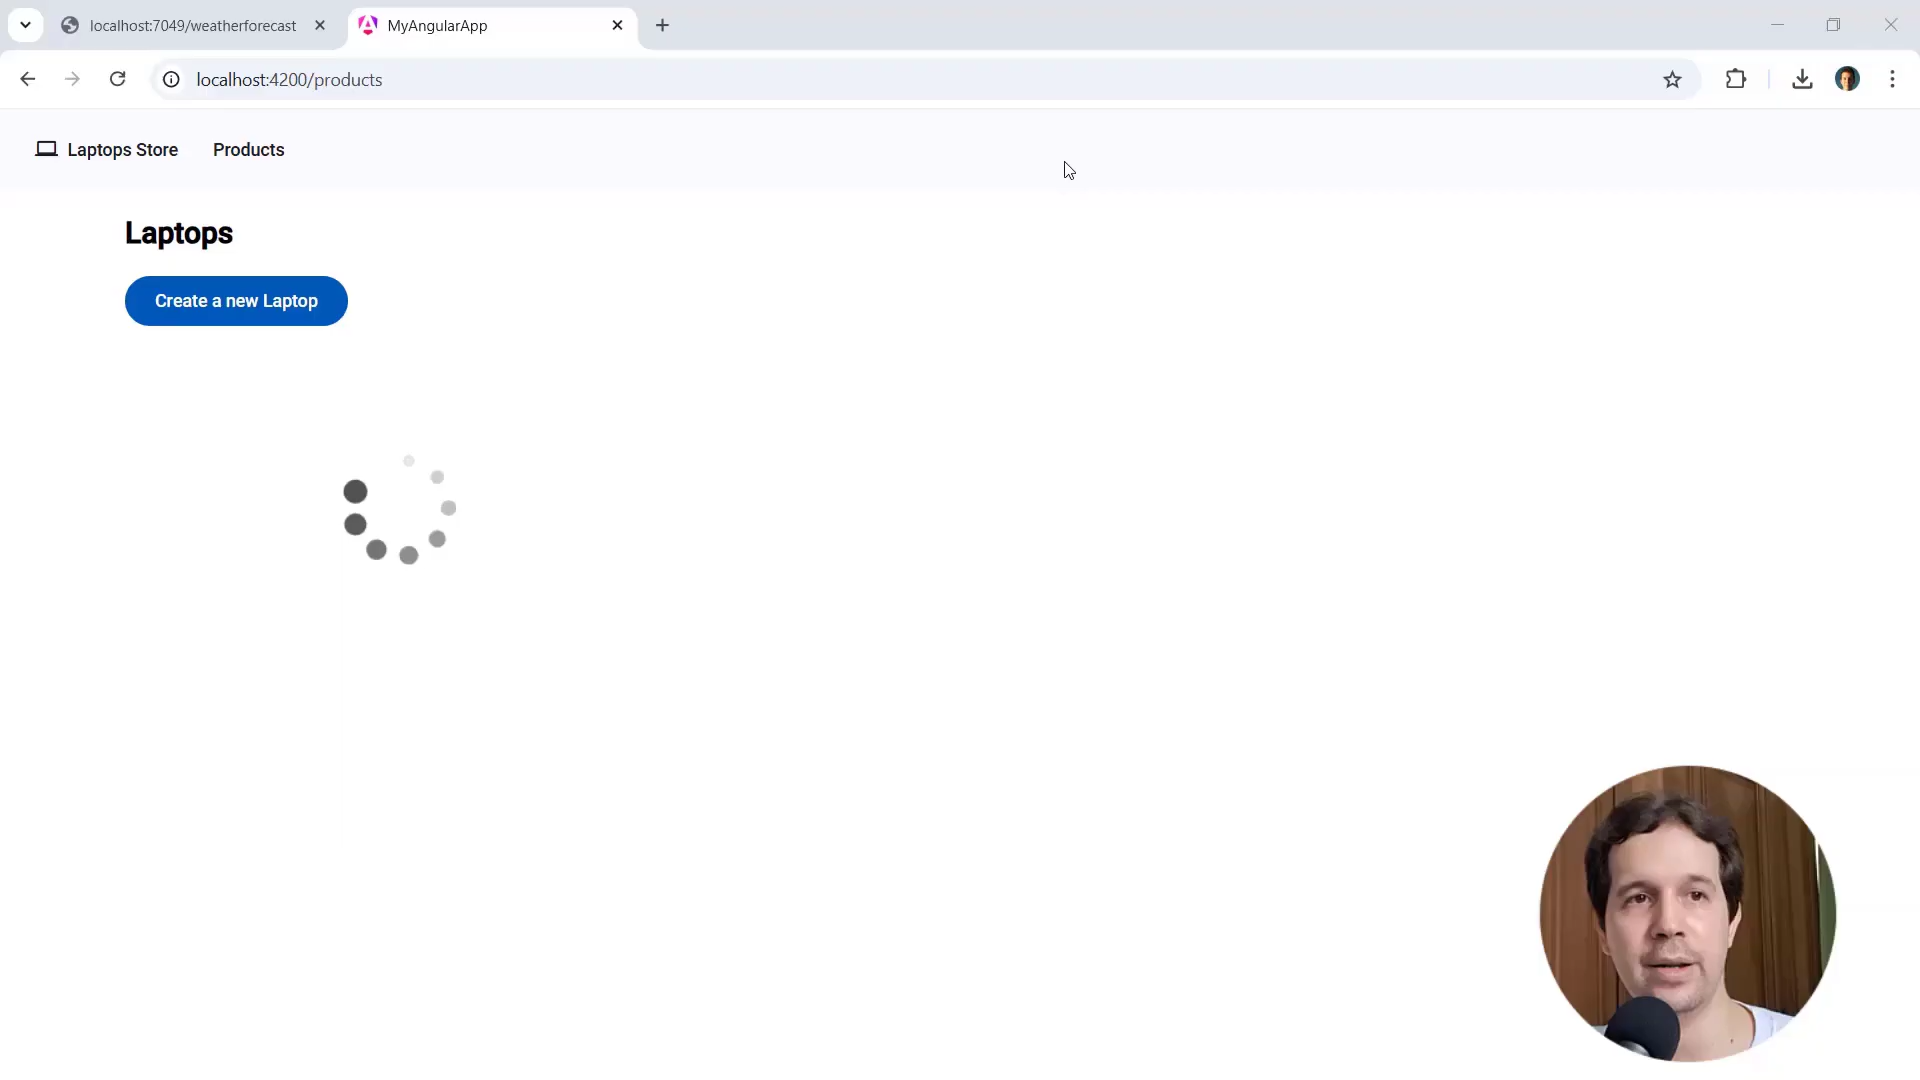 localhost:7049/weatherforecast
MyAngularApp
localhost:4200/products
Laptops Store
Products
Laptops
Create a new Laptop